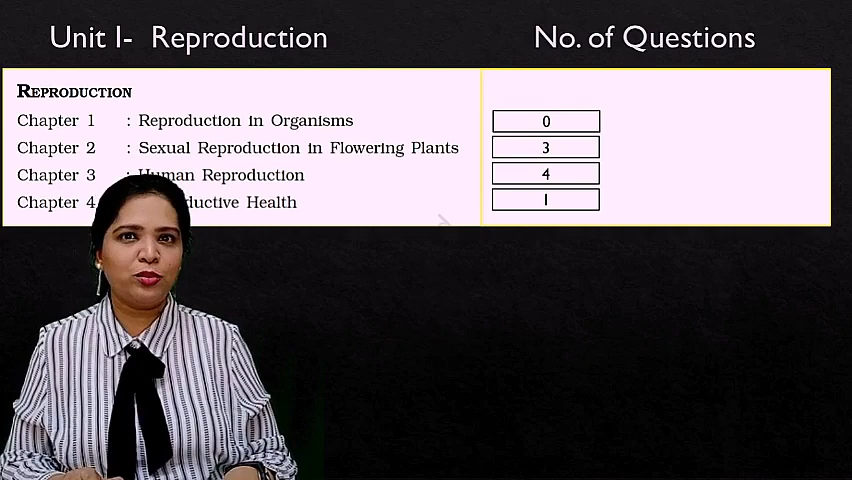 Unit I- Reproduction No. of Questions
REPRODUCTION
Chapter 1 : Reproduction in Organisms 0
Chapter 2 : Sexual Reproduction in Flowering Plants 3
Chapter 3 : Human Reproduction 4
Chapter 4 ductive Health 1